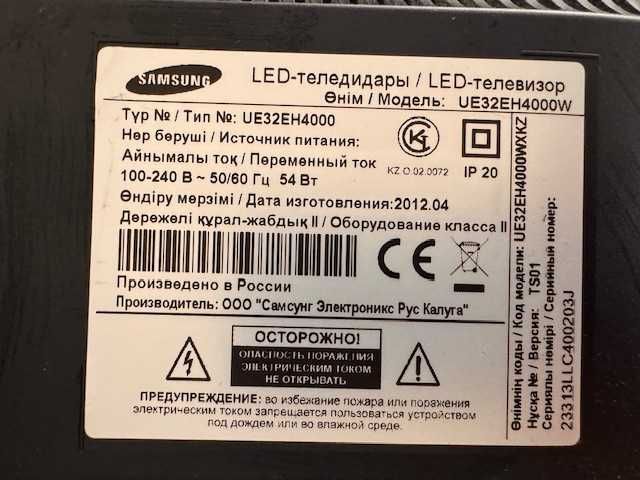 SAMSUNG
LED-теледидары / LED-телевизор
Өнім / Модель: UE32EH4000W
Түр № / Тип №: UE32EH4000
Нәр беруші / Источник питания:
Айнымалы ток / Переменный ток
100-240 В ~ 50/60 Гц 54 Вт
KZ.O.02.0072
IP 20
Өндіру мерзімі / Дата изготовления:2012.04
Дәрежелі құрал-жабдық II / Оборудование класса II
CE
Произведено в России
Производитель: ООО "Самсунг Электроникс Рус Калуга"
ОСТОРОЖНО!
ОПАСНОСТЬ ПОРАЖЕНИЯ
ЭЛЕКТРИЧЕСКИМ ТОКОМ
НЕ ОТКРЫВАТЬ
ПРЕДУПРЕЖДЕНИЕ: во избежание пожара или поражения
электрическим током запрещается пользоваться устройством
под дождем или во влажной среде.
Өнімнің коды / Код модели: UE32EH4000WXKZ
Нұсқа № / Версия: TS01
Сериялы нөмірі / Серийный номер:
23313LLC400203J